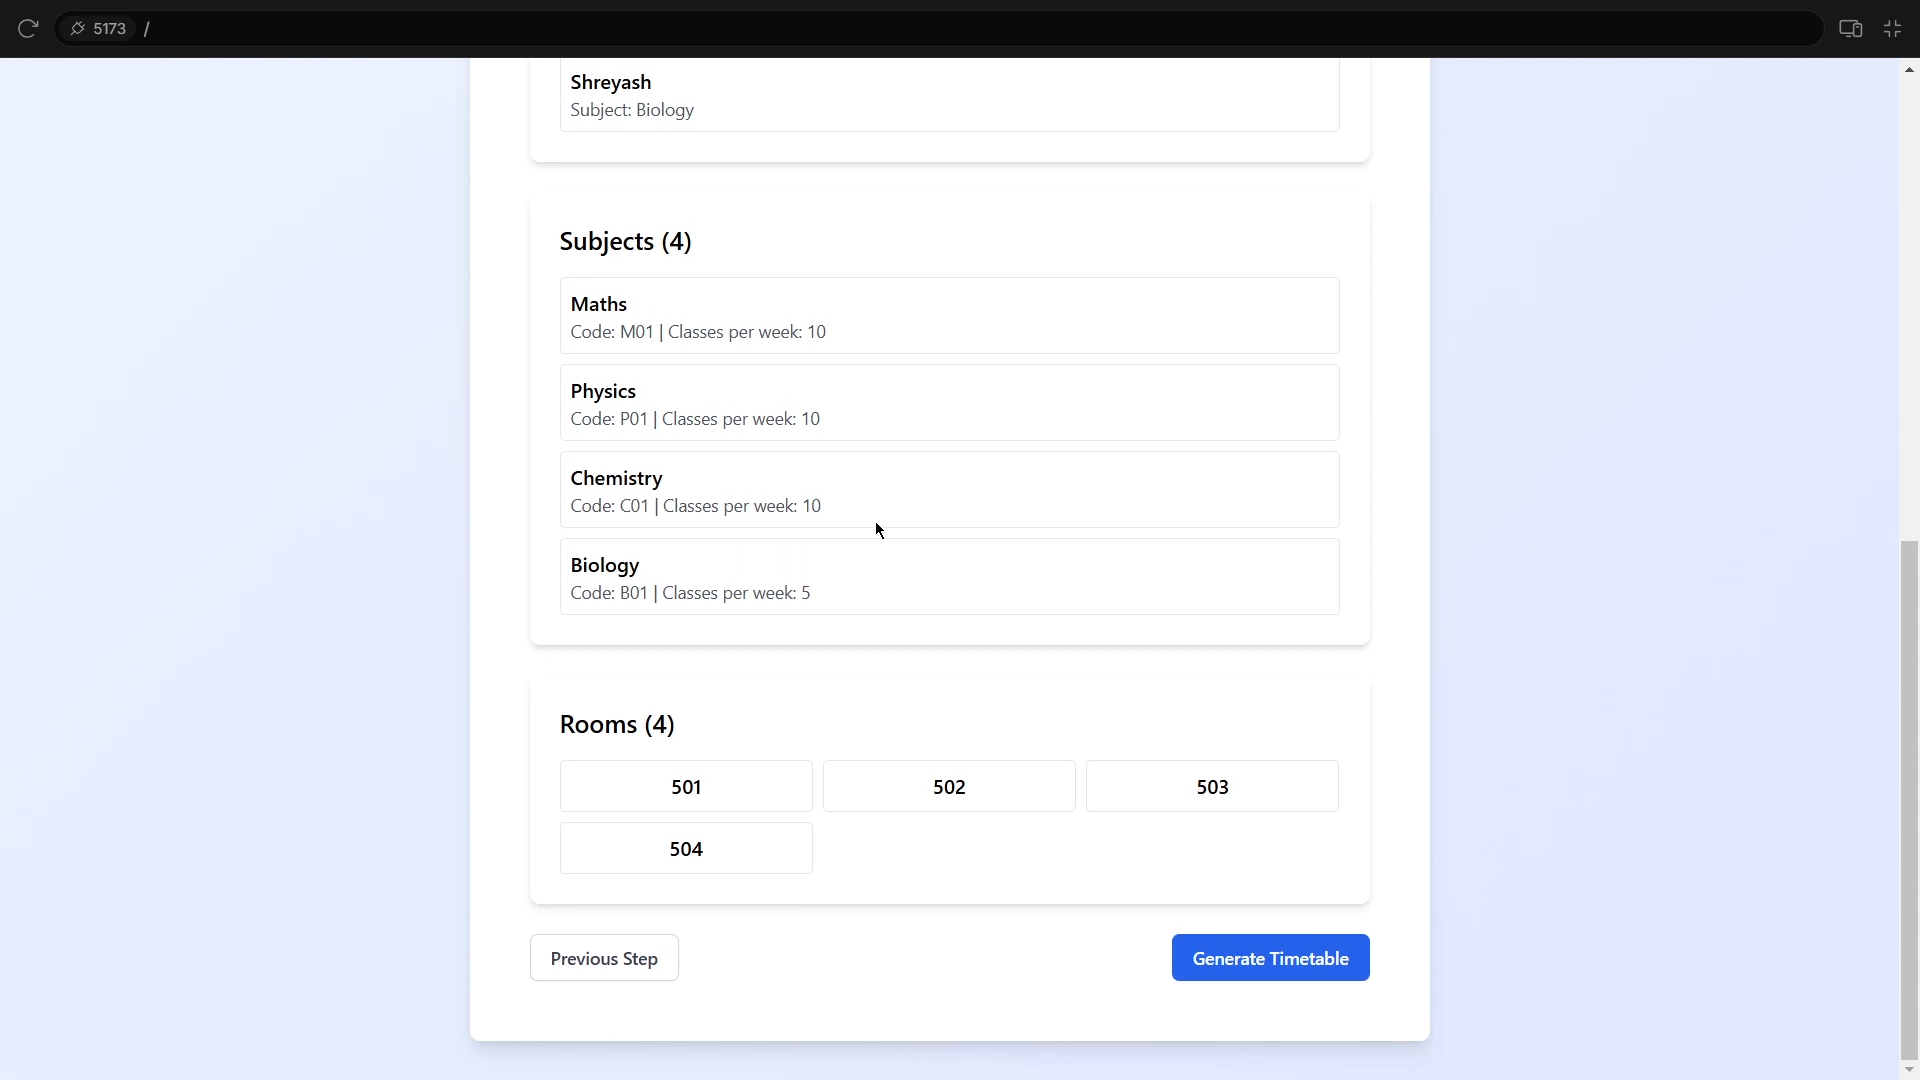 5173 /
Shreyash
Subject: Biology
Subjects (4)
Maths
Code: M01 | Classes per week: 10
Physics
Code: P01 | Classes per week: 10
Chemistry
Code: C01 | Classes per week: 10
Biology
Code: B01 | Classes per week: 5
Rooms (4)
501 502 503
504
Previous Step Generate Timetable